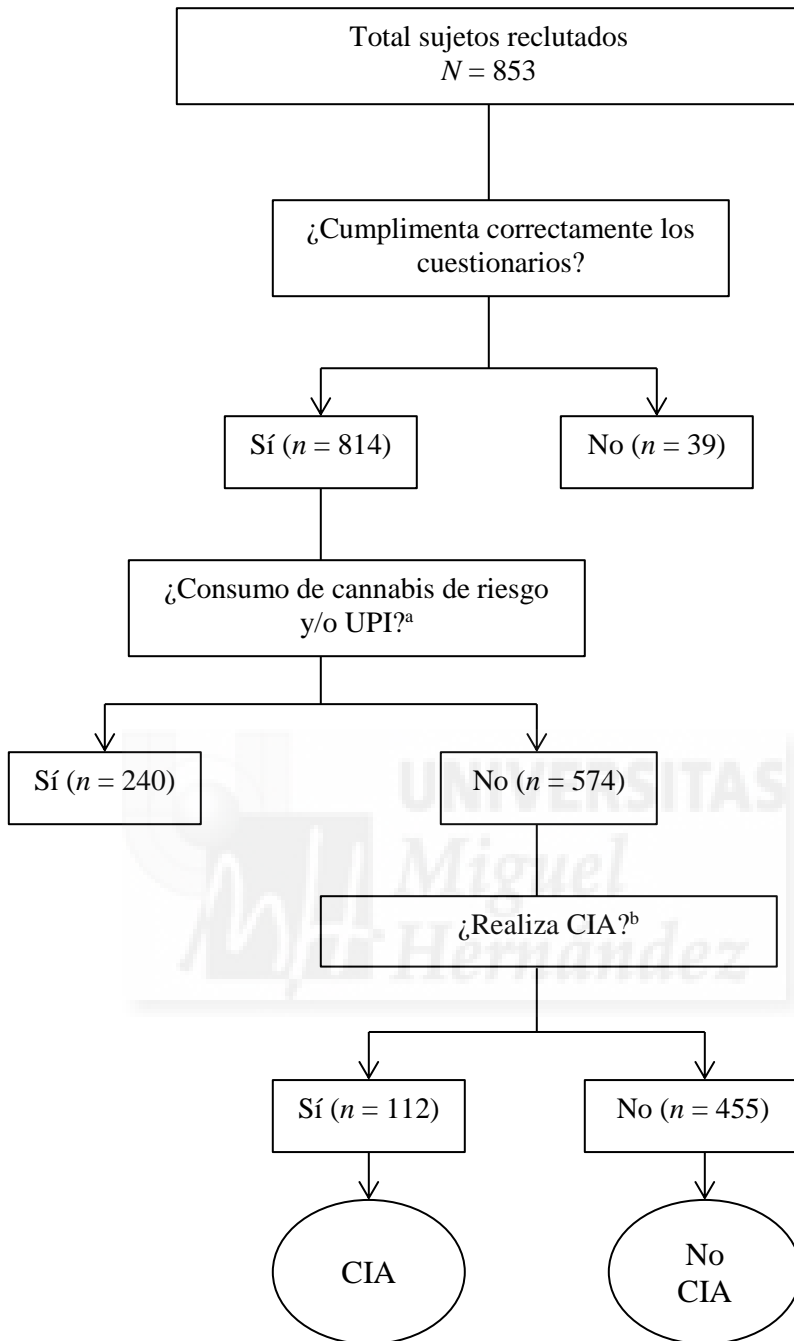 Total sujetos reclutados
N = 853
¿Cumplimenta correctamente los
cuestionarios?
Sí (n = 814)
No (n = 39)
¿Consumo de cannabis de riesgo
y/o UPI?ᵃ
Sí (n = 240)
No (n = 574)
UNIVERSITAS
Miguel
Hernández
¿Realiza CIA?ᵇ
Sí (n = 112)
No (n = 455)
CIA
No
CIA